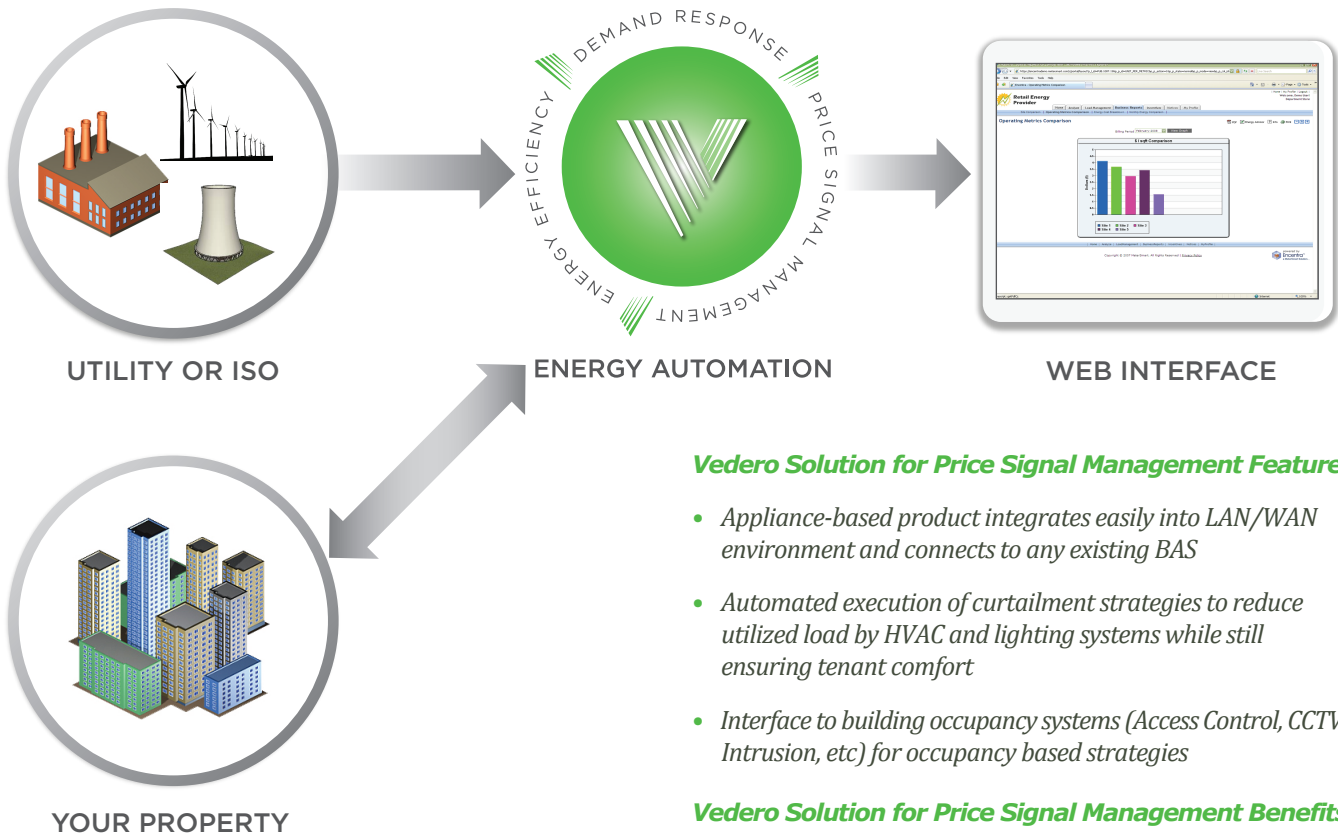 DEMAND RESPONSE
PRICE SIGNAL MANAGEMENT
ENERGY EFFICIENCY
Retail Energy
Provider
Operating Metrics Comparison
$ / sqft Comparison
UTILITY OR ISO
ENERGY AUTOMATION
WEB INTERFACE
Vedero Solution for Price Signal Management Feature
• Appliance-based product integrates easily into LAN/WAN
environment and connects to any existing BAS
• Automated execution of curtailment strategies to reduce
utilized load by HVAC and lighting systems while still
ensuring tenant comfort
• Interface to building occupancy systems (Access Control, CCTV
Intrusion, etc) for occupancy based strategies
Vedero Solution for Price Signal Management Benefits
YOUR PROPERTY